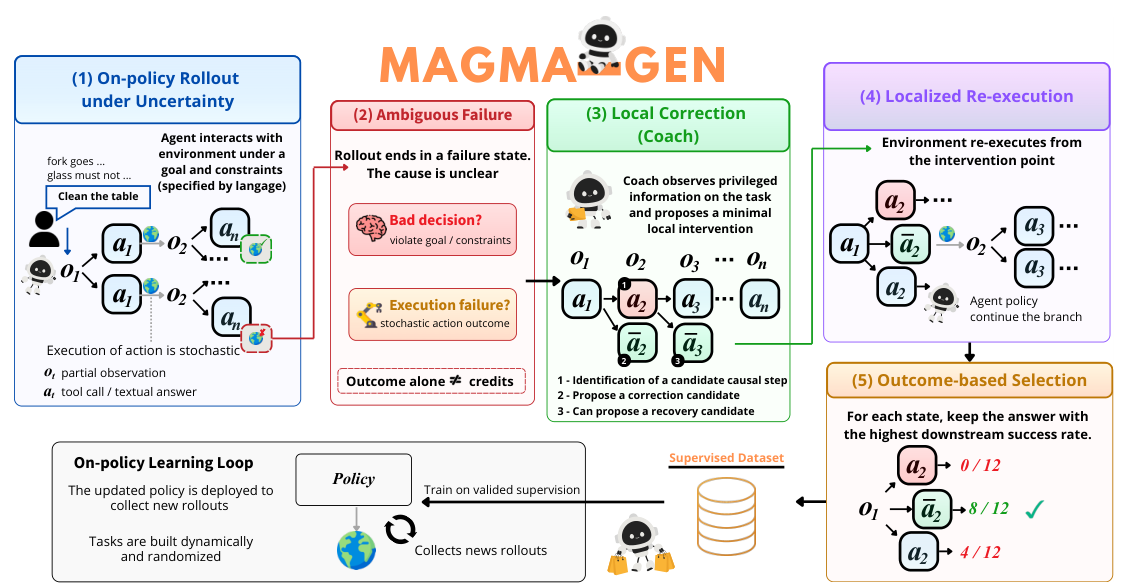 MAGMA GEN
(1) On-policy Rollout
under Uncertainty
Agent interacts with
environment under a
goal and constraints
(specified by langage)
fork goes ...
glass must not ...
Clean the table
o1
a1
o2
an
...
a1
o2
...
an
Execution of action is stochastic
ot partial observation
at tool call / textual answer
(2) Ambiguous Failure
Rollout ends in a failure state.
The cause is unclear
Bad decision?
violate goal / constraints
Execution failure?
stochastic action outcome
Outcome alone ≠ credits
(3) Local Correction
(Coach)
Coach observes privileged
information on the task
and proposes a minimal
local intervention
o1 o2 o3 ... on
a1 a2 a3 ... an
1
a̅2 a̅3
2 3
1 - Identification of a candidate causal step
2 - Propose a correction candidate
3 - Can propose a recovery candidate
(4) Localized Re-execution
Environment re-executes from
the intervention point
a2 ...
a1 a̅2 o2 a3 ...
a3 ...
a2
Agent policy
continue the branch
(5) Outcome-based Selection
For each state, keep the answer with
the highest downstream success rate.
a2 0 / 12
o1 a̅2 8 / 12 ✓
a2 4 / 12
Supervised Dataset
On-policy Learning Loop
The updated policy is deployed to
collect new rollouts
Tasks are built dynamically
and randomized
Policy
Train on valided supervision
Collects news rollouts